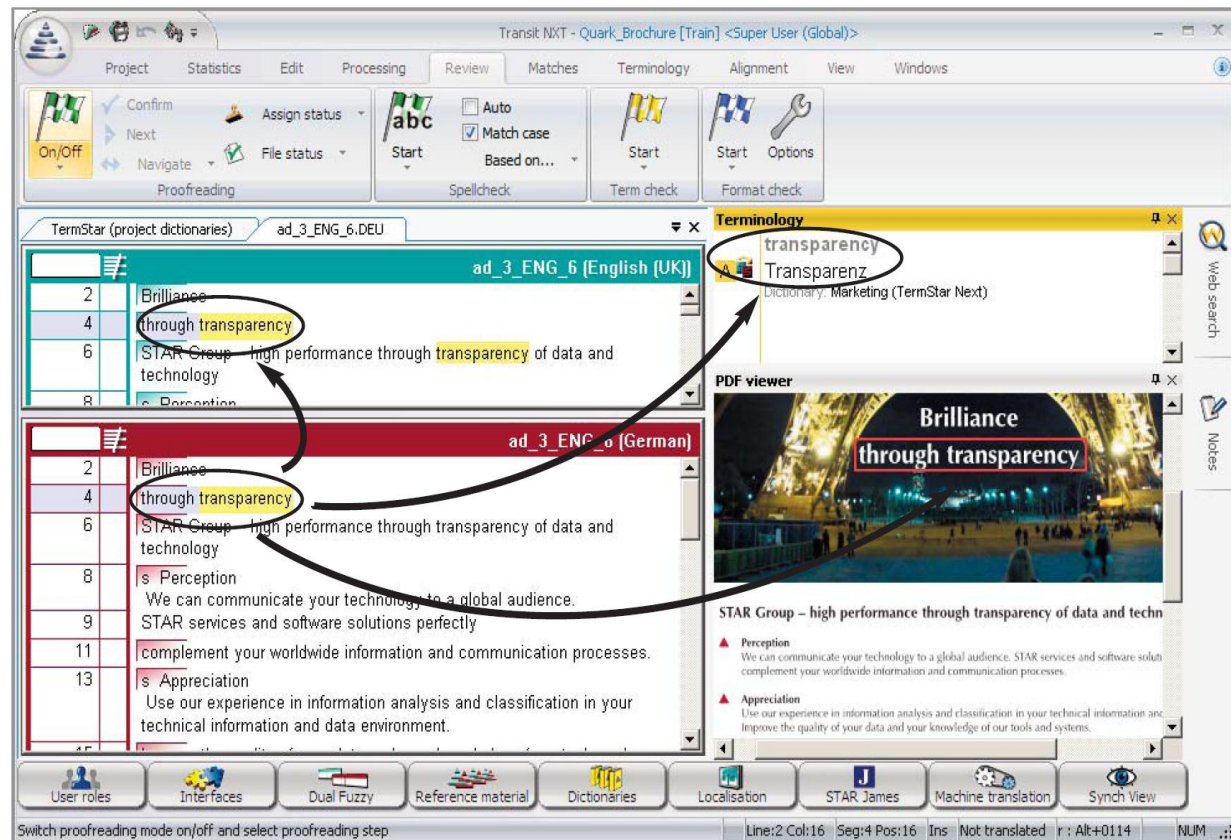 Transit NXT - Quark_Brochure [Train] <Super User (Global)>
Project Statistics Edit Processing Review Matches Terminology Alignment View Windows
On/Off
Confirm
Next
Navigate
Assign status
File status
Proofreading
abc
Start
Auto
Match case
Based on...
Spellcheck
Start
Term check
Start
Options
Format check
TermStar (project dictionaries) ad_3_ENG_6.DEU
ad_3_ENG_6 (English (UK))
2 Brilliance
4 through transparency
6 STAR Group – high performance through transparency of data and
technology
8 s Perception
ad_3_ENG_6 (German)
2 Brilliance
4 through transparency
6 STAR Group – high performance through transparency of data and
technology
8 s Perception
We can communicate your technology to a global audience.
9 STAR services and software solutions perfectly
11 complement your worldwide information and communication processes.
13 s Appreciation
Use our experience in information analysis and classification in your
technical information and data environment.
Terminology
transparency
A Transparenz
Dictionary: Marketing (TermStar Next)
PDF viewer
Brilliance
through transparency
STAR Group – high performance through transparency of data and techn
Perception
We can communicate your technology to a global audience. STAR services and software soluti
complement your worldwide information and communication processes.
Appreciation
Use our experience in information analysis and classification in your technical information and
Improve the quality of your data and your knowledge of our tools and systems.
Web search
Notes
User roles
Interfaces
Dual Fuzzy
Reference material
Dictionaries
Localisation
J
STAR James
Machine translation
Synch View
Switch proofreading mode on/off and select proofreading step
Line:2 Col:16 Seg:4 Pos:16 Ins Not translated r : Alt+0114 NUM